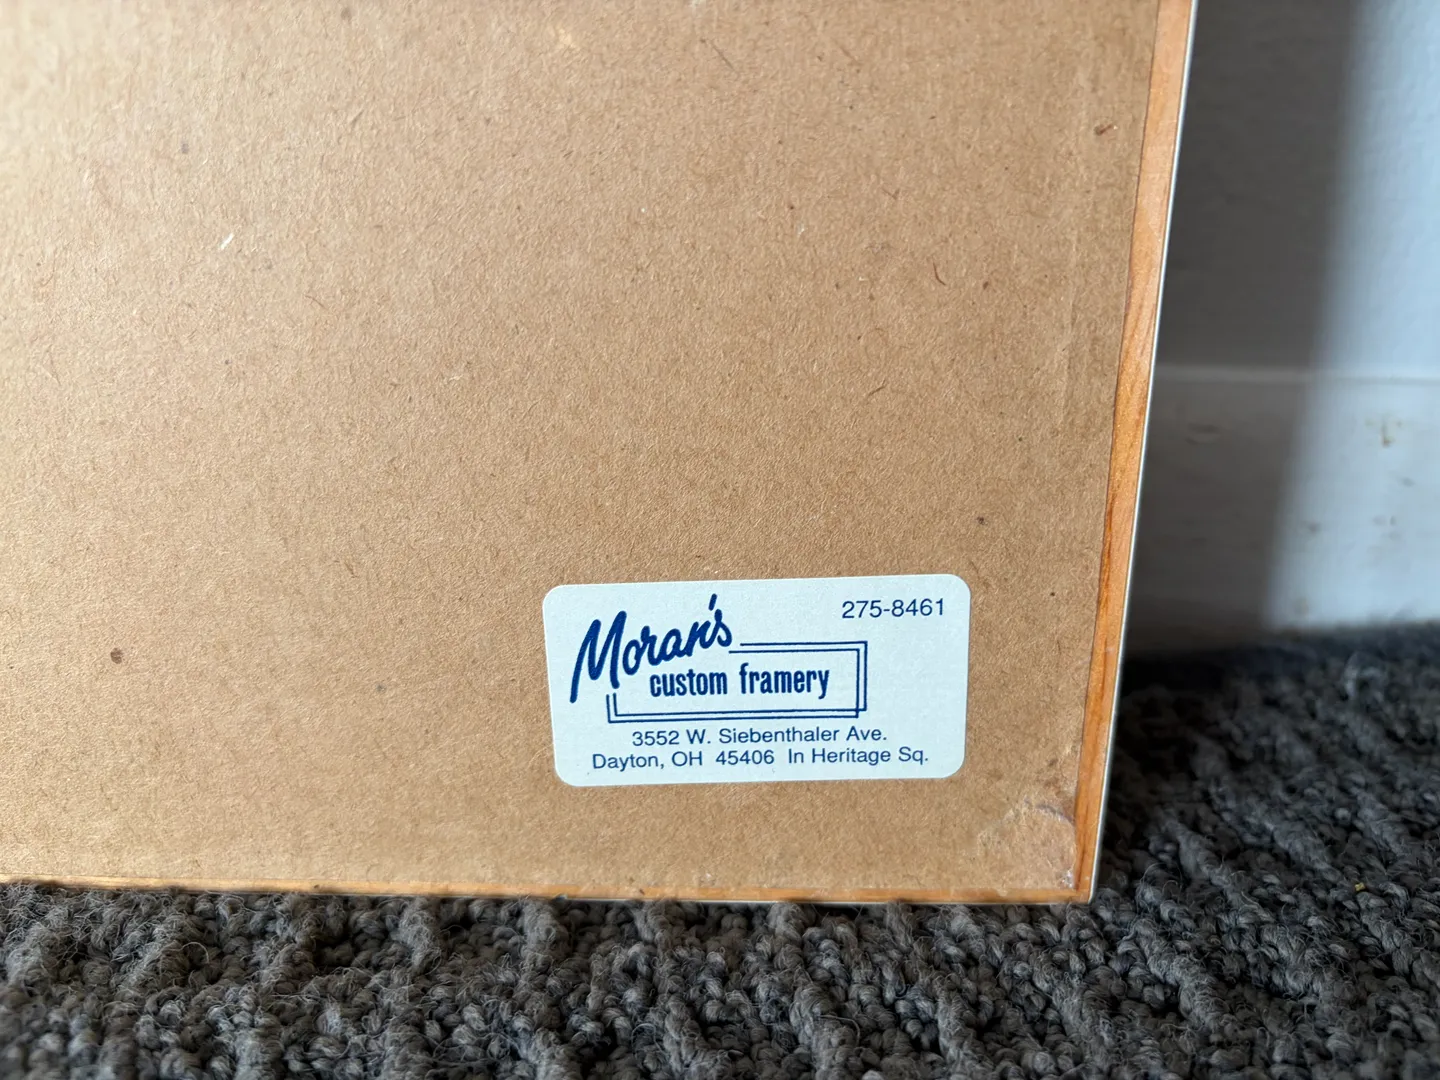 275-8461
Moran's
custom framery
3552 W. Siebenthaler Ave.
Dayton, OH 45406 In Heritage Sq.